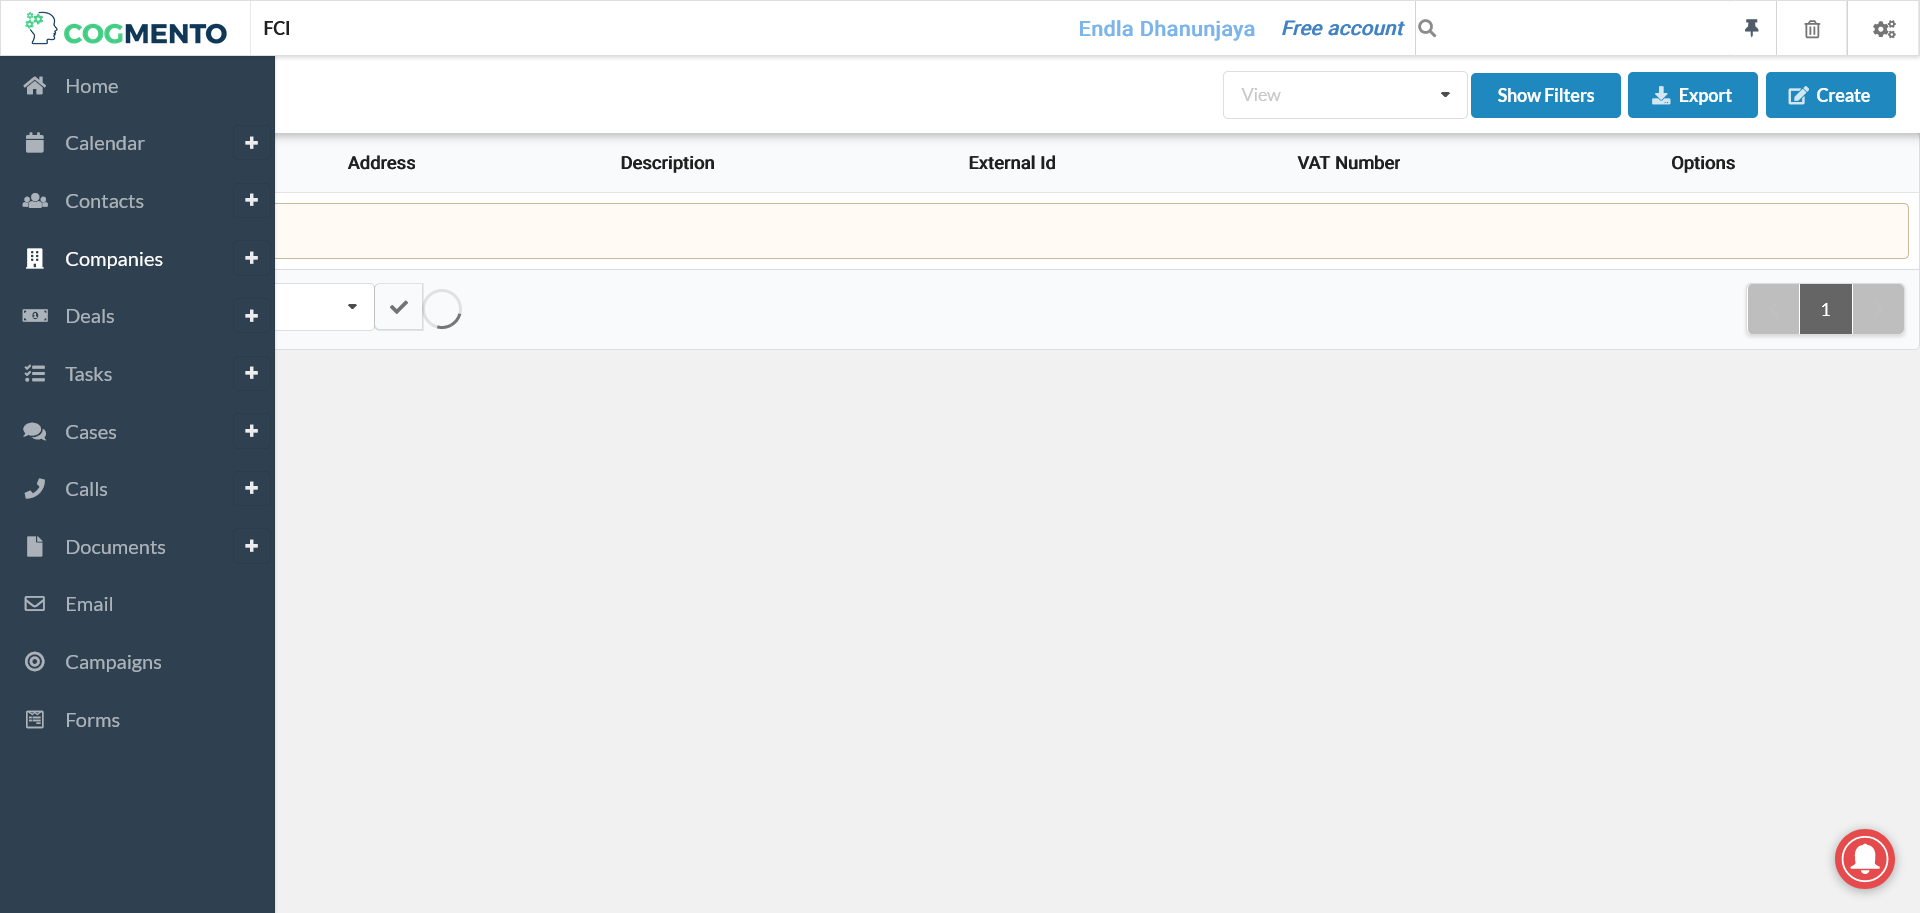 COGMENTO
FCI
Endla Dhanunjaya
Free account
Home
Calendar
Contacts
Companies
Deals
Tasks
Cases
Calls
Documents
Email
Campaigns
Forms
View
Show Filters
Export
Create
Address
Description
External Id
VAT Number
Options
1